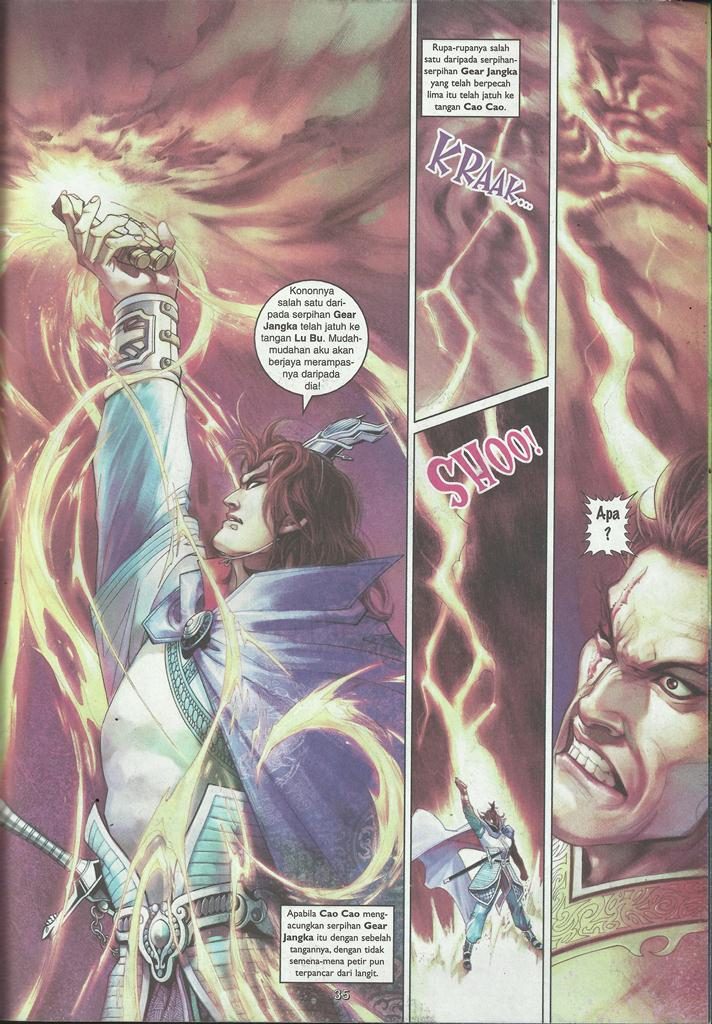 Kononnya
salah satu dari-
pada serpihan Gear
Jangka telah jatuh ke
tangan Lu Bu. Mudah-
mudahan aku akan
berjaya merampas-
nya daripada
dia!
Apabila Cao Cao meng-
acungkan serpihan Gear
Jangka itu dengan sebelah
tangannya, dengan tidak
semena-mena petir pun
terpancar dari langit.
Rupa-rupanya salah
satu daripada serpihan-
serpihan Gear Jangka
yang telah berpecah
lima itu telah jatuh ke
tangan Cao Cao.
KRAAK...
SHOO!
Apa
?
35